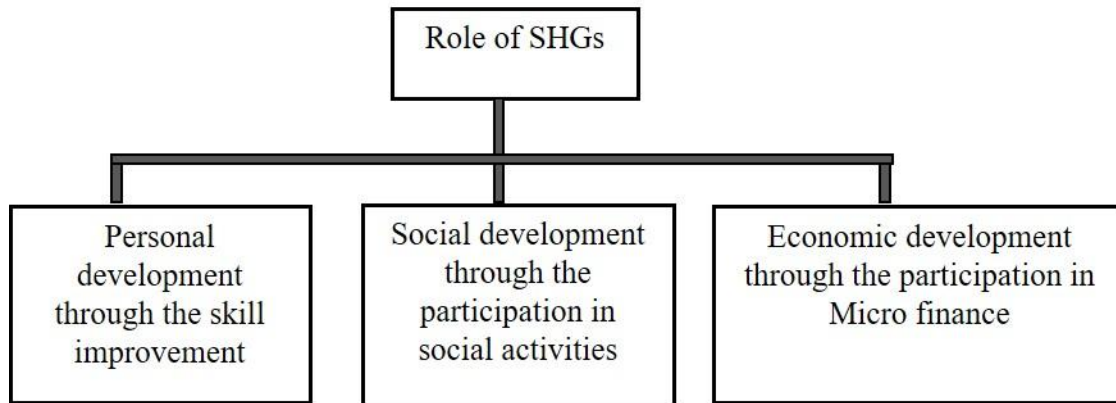 Role of SHGs
Personal
development
through the skill
improvement
Social development
through the
participation in
social activities
Economic development
through the participation in
Micro finance